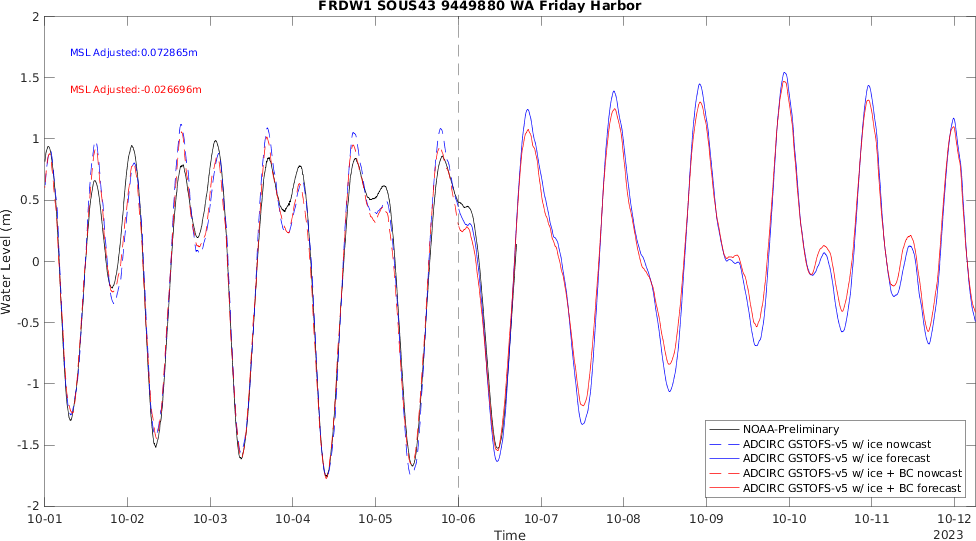 FRDW1 SOUS43 9449880 WA Friday Harbor
2
1.5
1
0.5
0
-0.5
-1
-1.5
-2
Water Level (m)
MSL Adjusted:0.072865m
MSL Adjusted:-0.026696m
NOAA-Preliminary
ADCIRC GSTOFS-v5 w/ ice nowcast
ADCIRC GSTOFS-v5 w/ ice forecast
ADCIRC GSTOFS-v5 w/ ice + BC nowcast
ADCIRC GSTOFS-v5 w/ ice + BC forecast
10-01 10-02 10-03 10-04 10-05 10-06 10-07 10-08 10-09 10-10 10-11 10-12
2023
Time